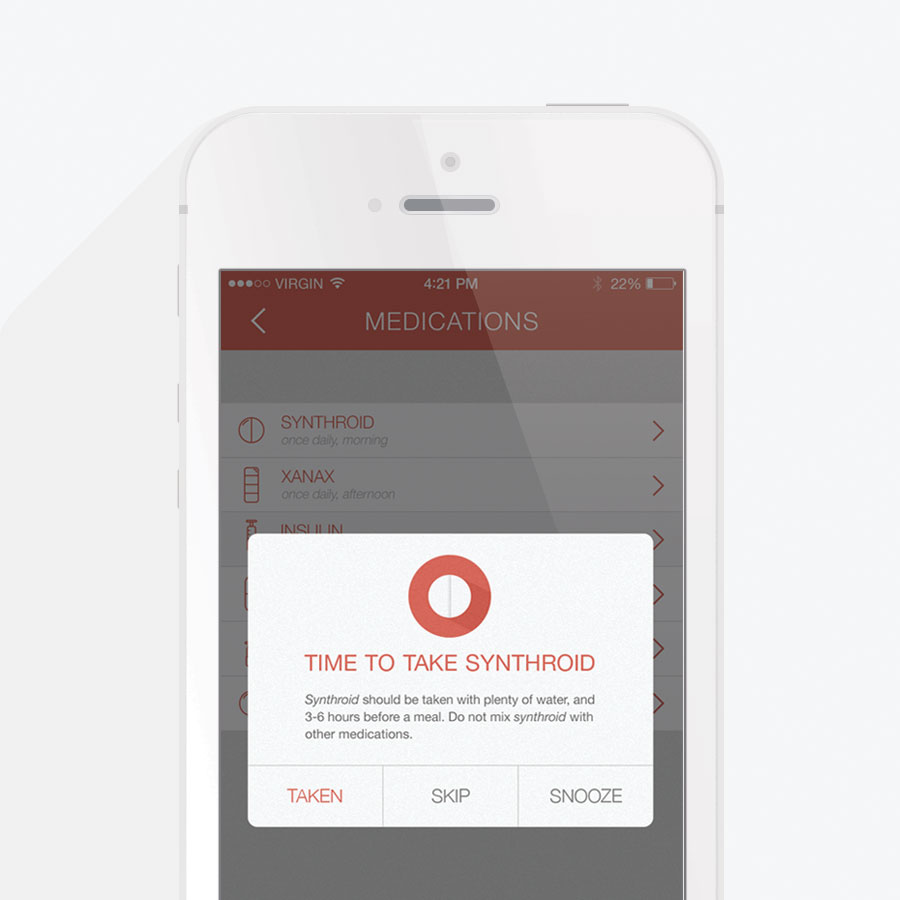 VIRGIN 4:21 PM 22%
MEDICATIONS
SYNTHROID
once daily, morning
XANAX
once daily, afternoon
INSULIN
TIME TO TAKE SYNTHROID
Synthroid should be taken with plenty of water, and
3-6 hours before a meal. Do not mix synthroid with
other medications.
TAKEN SKIP SNOOZE